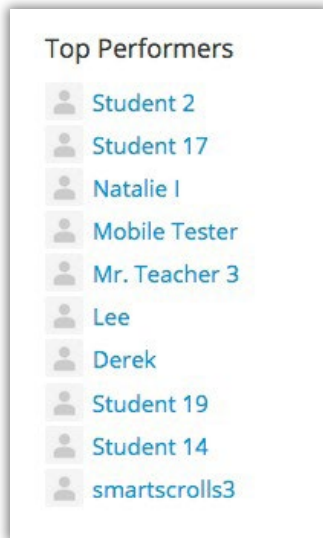 Top Performers
Student 2
Student 17
Natalie I
Mobile Tester
Mr. Teacher 3
Lee
Derek
Student 19
Student 14
smartscrolls3